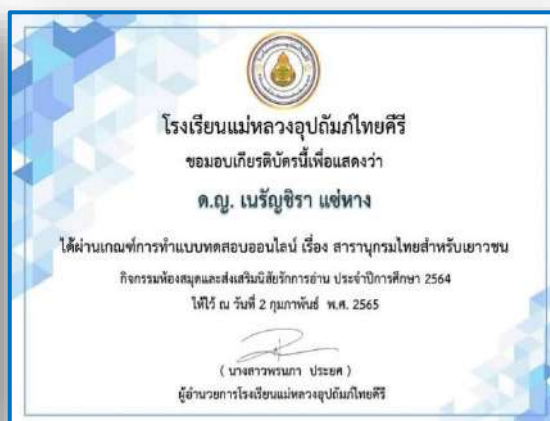 โรงเรียนแม่หลวงอุปถัมภ์ไทยคีรี
ขอมอบเกียรติบัตรนี้เพื่อแสดงว่า
ด.ญ. เนรัญชิรา แซ่หาง
ได้ผ่านเกณฑ์การทำแบบทดสอบออนไลน์ เรื่อง สารานุกรมไทยสำหรับเยาวชน
กิจกรรมห้องสมุดและส่งเสริมนิสัยรักการอ่าน ประจำปีการศึกษา 2564
ให้ไว้ ณ วันที่ 2 กุมภาพันธ์ พ.ศ. 2565
( นางสาวพรนภา ประยศ )
ผู้อำนวยการโรงเรียนแม่หลวงอุปถัมภ์ไทยคีรี